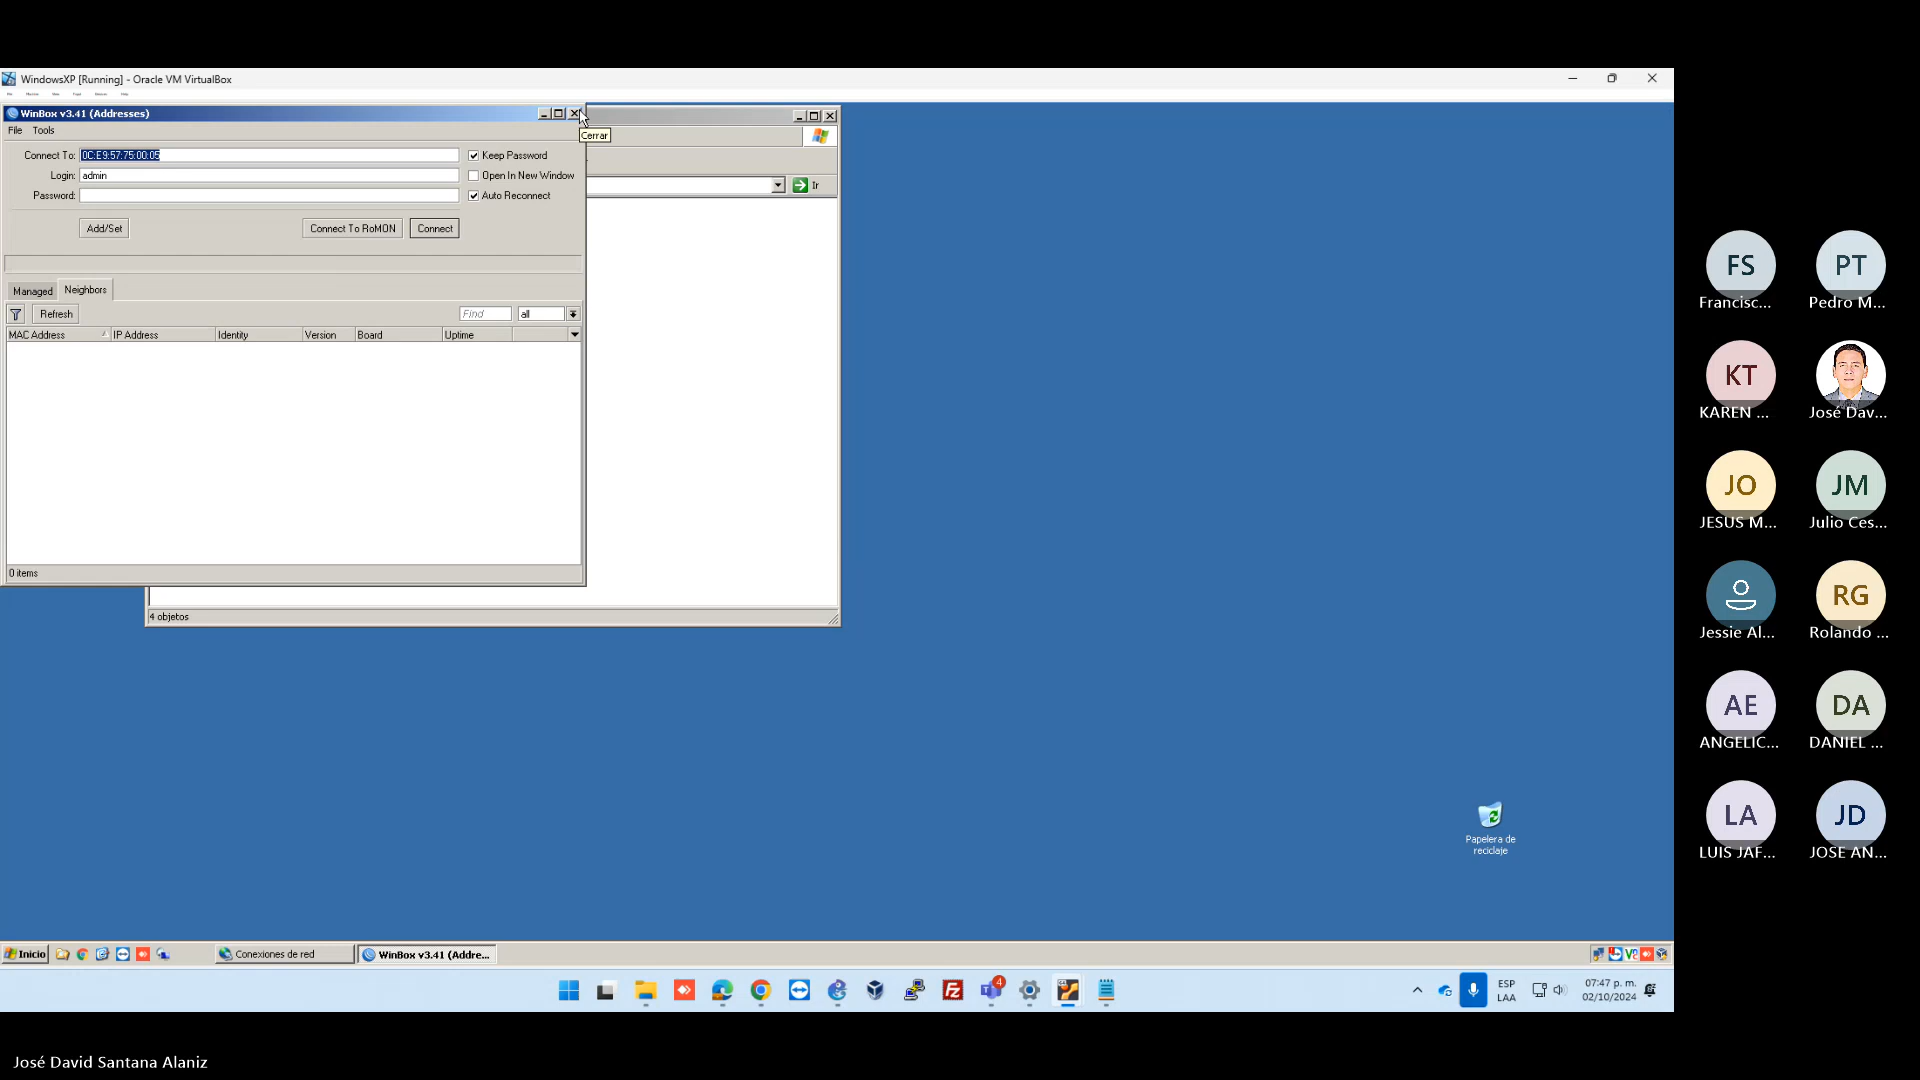 WindowsXP [Running] - Oracle VM VirtualBox
WinBox v3.41 (Addresses)
File Tools
Cerrar
Connect To: 0C:E9:57:75:00:05
Keep Password
Login: admin
Open In New Window
Ir
Password:
Auto Reconnect
Add/Set
Connect To RoMON
Connect
Managed
Neighbors
Refresh
Find
all
MAC Address
IP Address
Identity
Version
Board
Uptime
0 items
4 objetos
Papelera de
reciclaje
Inicio
Conexiones de red
WinBox v3.41 (Addre...
4
ESP
LAA
07:47 p. m.
02/10/2024
FS
Francisc...
PT
Pedro M...
KT
KAREN ...
José Dav...
JO
JESUS M...
JM
Julio Ces...
Jessie Al...
RG
Rolando ...
AE
ANGELIC...
DA
DANIEL ...
LA
LUIS JAF...
JD
JOSE AN...
José David Santana Alaniz